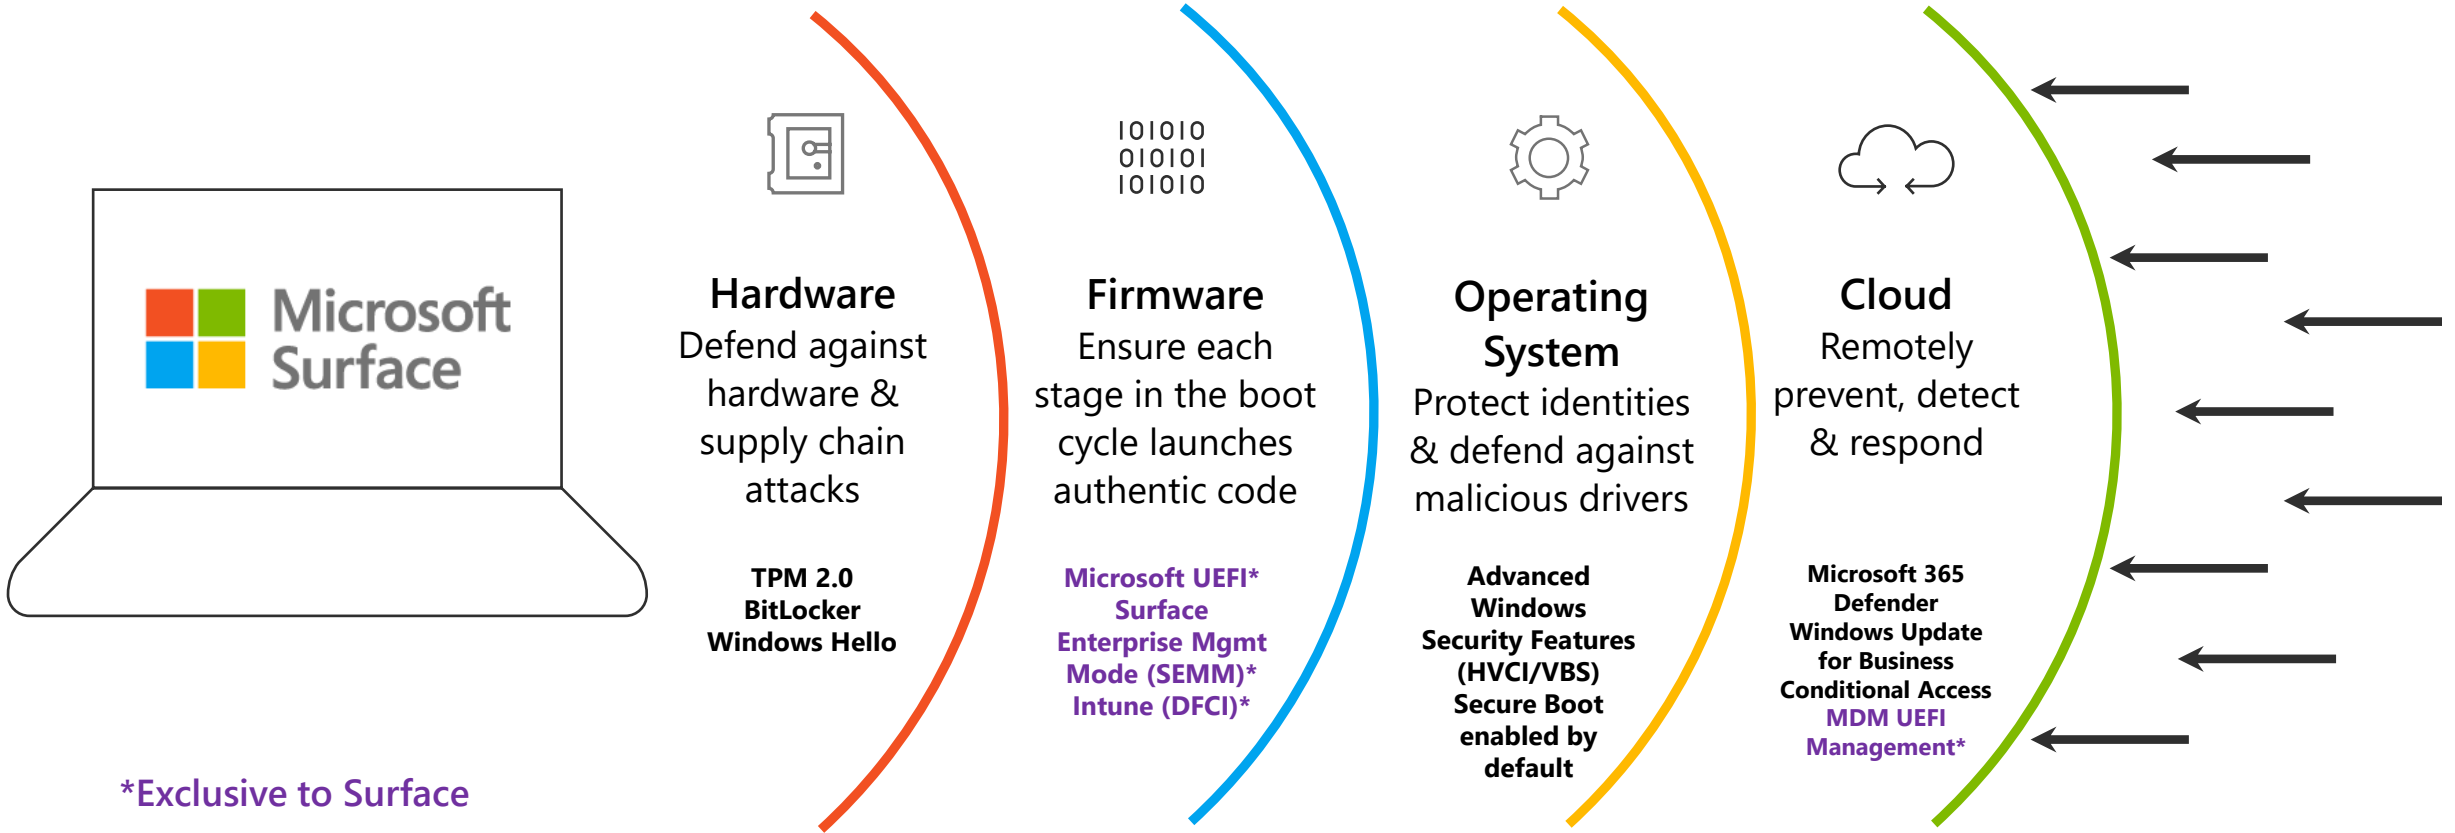 Microsoft
Surface
*Exclusive to Surface
Hardware
Defend against
hardware &
supply chain
attacks
TPM 2.0
BitLocker
Windows Hello
101010
010101
101010
Firmware
Ensure each
stage in the boot
cycle launches
authentic code
Microsoft UEFI*
Surface
Enterprise Mgmt
Mode (SEMM)*
Intune (DFCI)*
Operating
System
Protect identities
& defend against
malicious drivers
Advanced
Windows
Security Features
(HVCI/VBS)
Secure Boot
enabled by
default
Cloud
Remotely
prevent, detect
& respond
Microsoft 365
Defender
Windows Update
for Business
Conditional Access
MDM UEFI
Management*